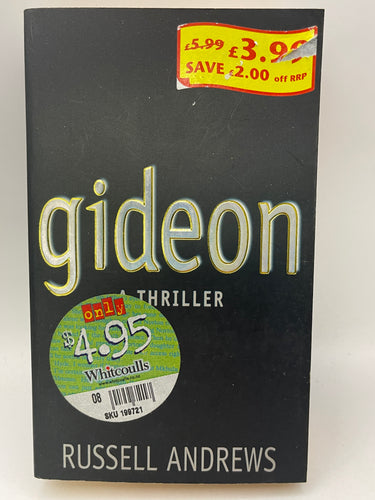 £5.99 £3.99
SAVE £2.00 off RRP
gideon
A THRILLER
only
$4.95
Whitcoulls
08
SKU 199721
RUSSELL ANDREWS